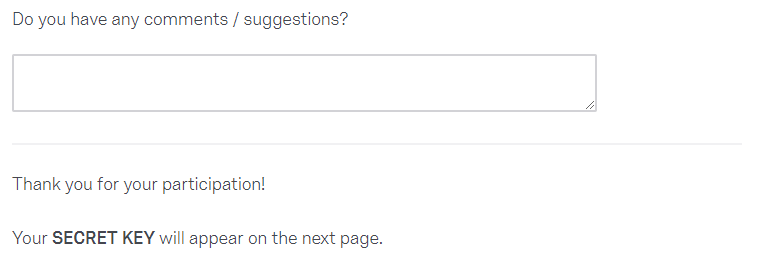 Do you have any comments / suggestions?
Thank you for your participation!
Your SECRET KEY will appear on the next page.